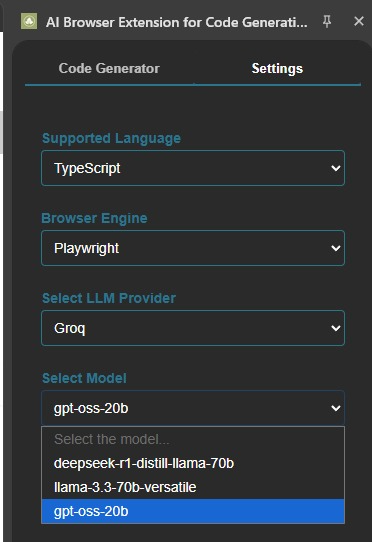 AI Browser Extension for Code Generati...
Code Generator Settings
Supported Language
TypeScript
Browser Engine
Playwright
Select LLM Provider
Groq
Select Model
gpt-oss-20b
Select the model...
deepseek-r1-distill-llama-70b
llama-3.3-70b-versatile
gpt-oss-20b